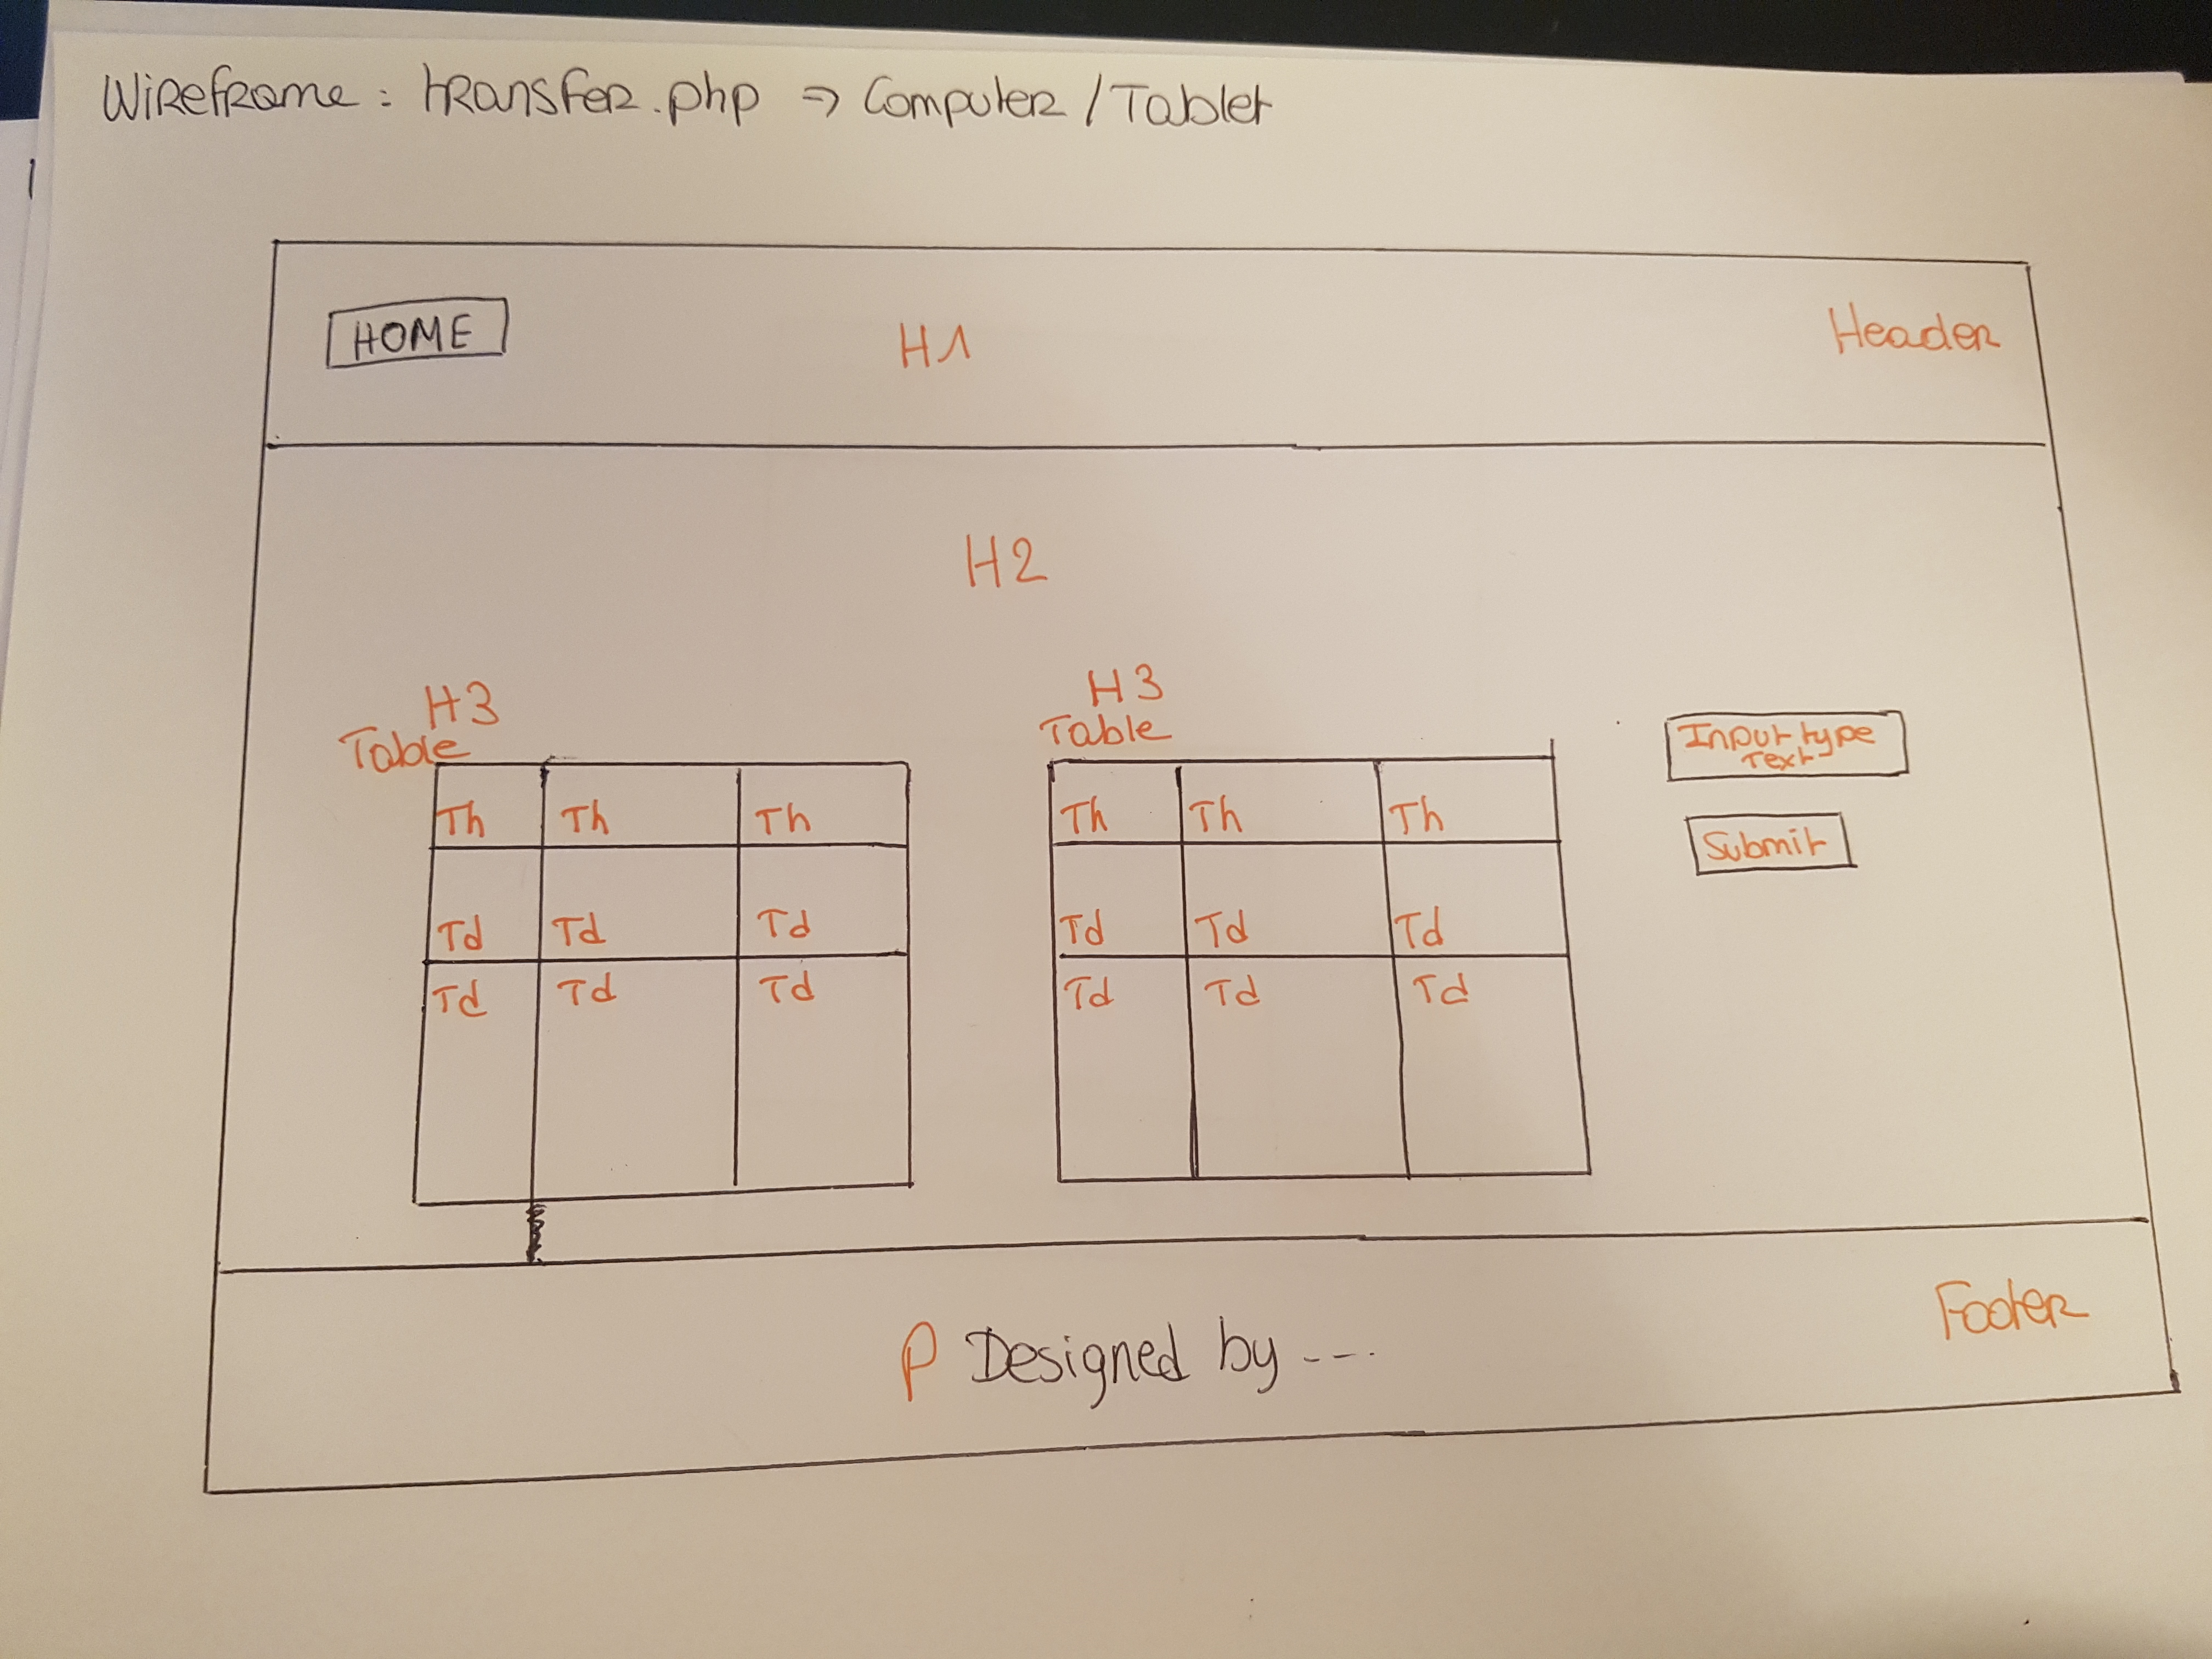 Wireframe : transfer.php => Computer / Tablet
HOME H1 Header
H2
H3
Table
H3
Table
Input type
Text
Submit
Th Th Th
Td Td Td
Td Td Td
Th Th Th
Td Td Td
Td Td Td
P Designed by ----
Footer